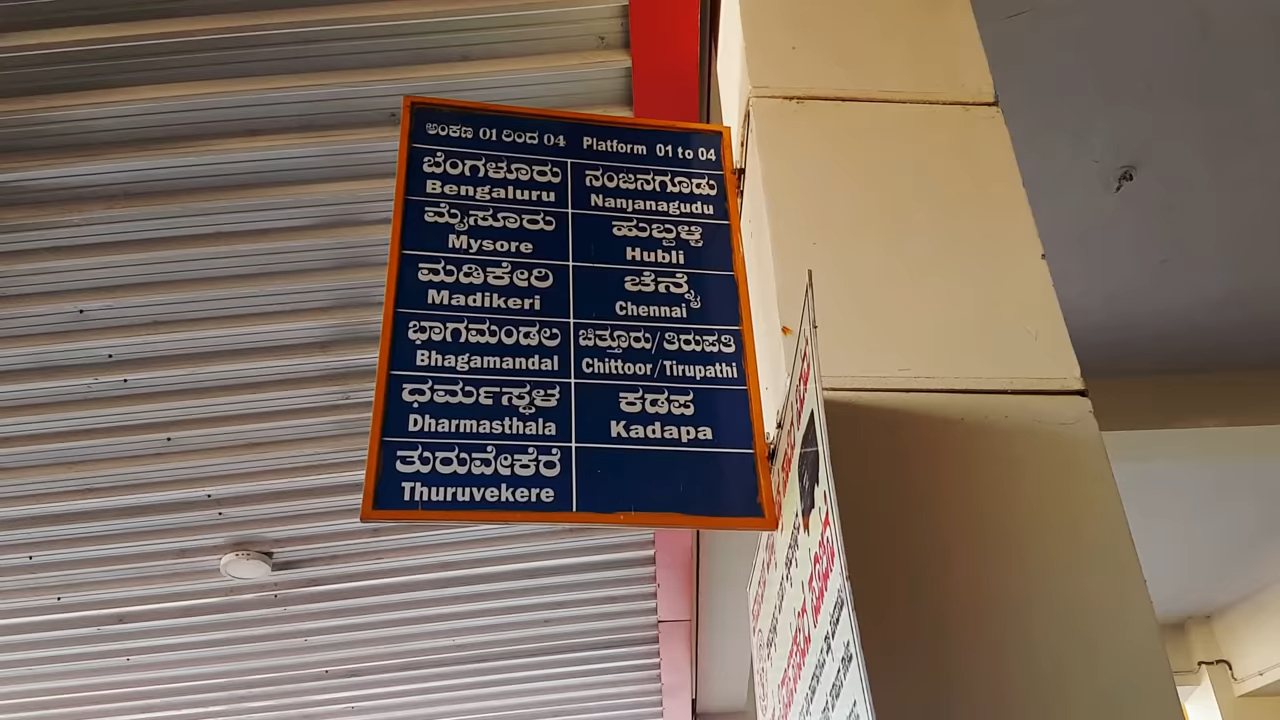 ಅಂಕಣ 01 ರಿಂದ 04 Platform 01 to 04
ಬೆಂಗಳೂರು
Bengaluru
ನಂಜನಗೂಡು
Nanjanagudu
ಮೈಸೂರು
Mysore
ಹುಬ್ಬಳ್ಳಿ
Hubli
ಮಡಿಕೇರಿ
Madikeri
ಚೆನ್ನೈ
Chennai
ಭಾಗಮಂಡಲ
Bhagamandal
ಚಿತ್ತೂರು/ತಿರುಪತಿ
Chittoor/Tirupathi
ಧರ್ಮಸ್ಥಳ
Dharmasthala
ಕಡಪ
Kadapa
ತುರುವೇಕೆರೆ
Thuruvekere